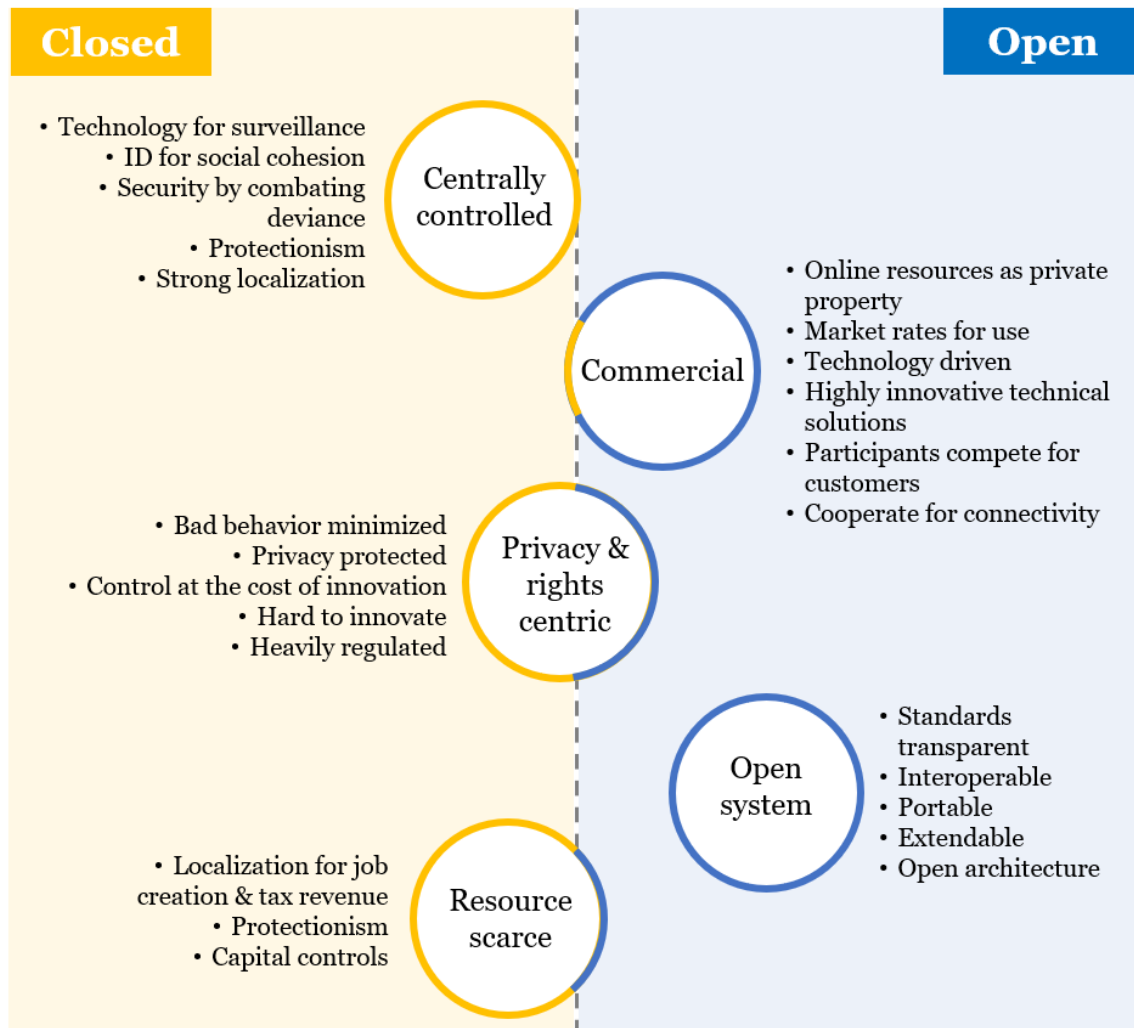 Closed
Open
• Technology for surveillance
• ID for social cohesion
• Security by combating
deviance
• Protectionism
• Strong localization
Centrally
controlled
Commercial
• Online resources as private
property
• Market rates for use
• Technology driven
• Highly innovative technical
solutions
• Participants compete for
customers
• Cooperate for connectivity
• Bad behavior minimized
• Privacy protected
• Control at the cost of innovation
• Hard to innovate
• Heavily regulated
Privacy &
rights
centric
Open
system
• Standards
transparent
• Interoperable
• Portable
• Extendable
• Open architecture
• Localization for job
creation & tax revenue
• Protectionism
• Capital controls
Resource
scarce